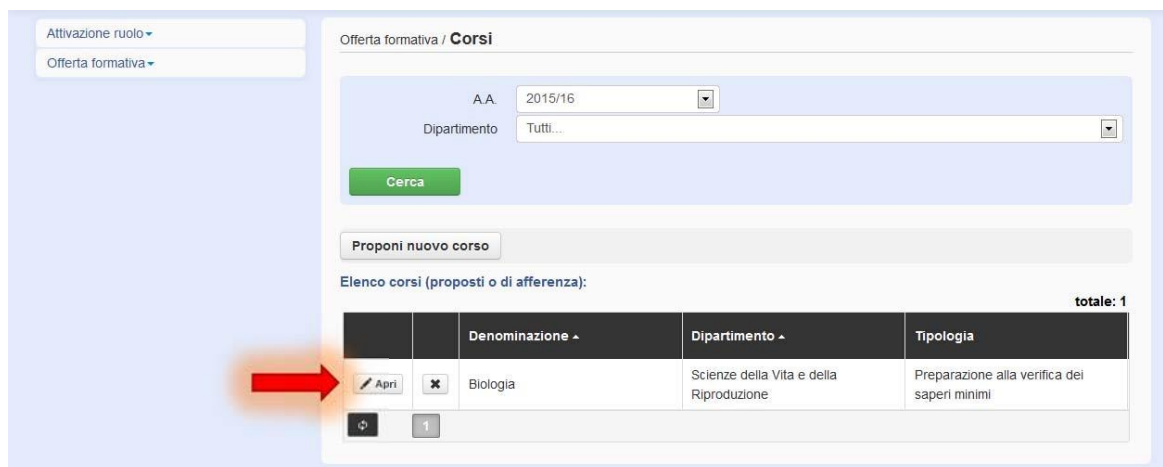 Attivazione ruolo
Offerta formativa
Offerta formativa / Corsi
A.A. 2015/16
Dipartimento Tutti...
Cerca
Proponi nuovo corso
Elenco corsi (proposti o di afferenza):
totale: 1
Denominazione Dipartimento Tipologia
Apri Biologia Scienze della Vita e della Riproduzione Preparazione alla verifica dei saperi minimi
1